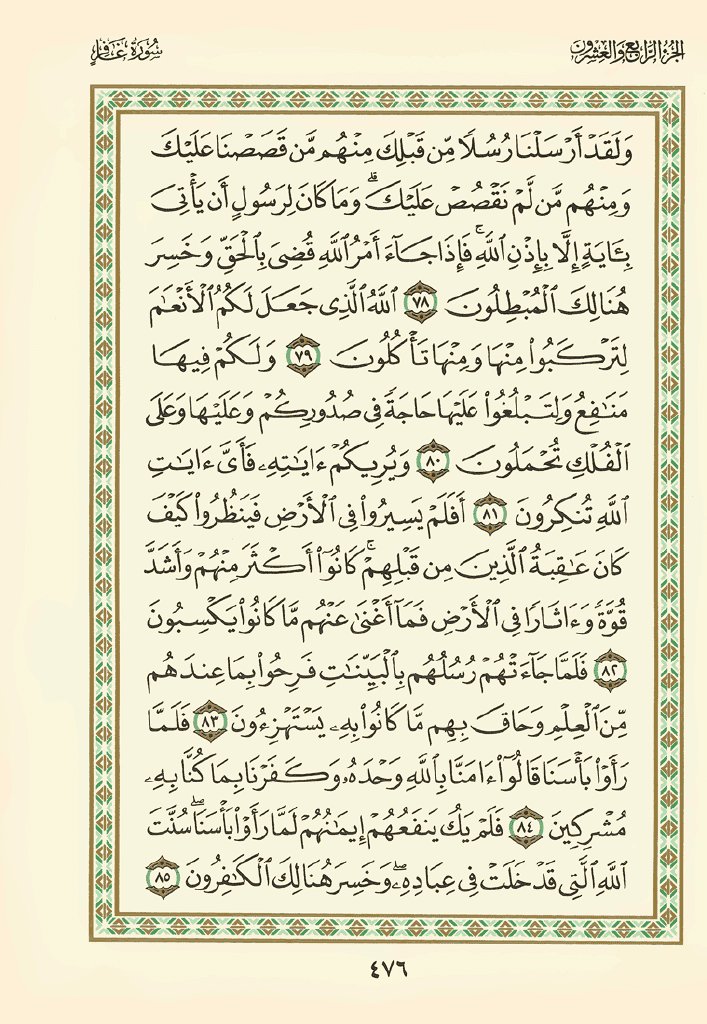 الجزء الرابع والعشرون
سورة غافر
وَلَقَدْ أَرْسَلْنَا رُسُلًا مِّن قَبْلِكَ مِنْهُم مَّن قَصَصْنَا عَلَيْكَ
وَمِنْهُم مَّن لَّمْ نَقْصُصْ عَلَيْكَ ۗ وَمَا كَانَ لِرَسُولٍ أَن يَأْتِىَ
بِـَٔايَةٍ إِلَّا بِإِذْنِ ٱللَّهِ ۚ فَإِذَا جَآءَ أَمْرُ ٱللَّهِ قُضِىَ بِٱلْحَقِّ وَخَسِرَ
هُنَالِكَ ٱلْمُبْطِلُونَ ٧٨ ٱللَّهُ ٱلَّذِى جَعَلَ لَكُمُ ٱلْأَنْعَٰمَ
لِتَرْكَبُوا۟ مِنْهَا وَمِنْهَا تَأْكُلُونَ ٧٩ وَلَكُمْ فِيهَا
مَنَٰفِعُ وَلِتَبْلُغُوا۟ عَلَيْهَا حَاجَةً فِى صُدُورِكُمْ وَعَلَيْهَا وَعَلَى
ٱلْفُلْكِ تُحْمَلُونَ ٨٠ وَيُرِيكُمْ ءَايَٰتِهِۦ فَأَىَّ ءَايَٰتِ
ٱللَّهِ تُنكِرُونَ ٨١ أَفَلَمْ يَسِيرُوا۟ فِى ٱلْأَرْضِ فَيَنظُرُوا۟ كَيْفَ
كَانَ عَٰقِبَةُ ٱلَّذِينَ مِن قَبْلِهِمْ ۚ كَانُوٓا۟ أَكْثَرَ مِنْهُمْ وَأَشَدَّ
قُوَّةً وَءَاثَارًا فِى ٱلْأَرْضِ فَمَآ أَغْنَىٰ عَنْهُم مَّا كَانُوا۟ يَكْسِبُونَ
٨٢ فَلَمَّا جَآءَتْهُمْ رُسُلُهُم بِٱلْبَيِّنَٰتِ فَرِحُوا۟ بِمَا عِندَهُم
مِّنَ ٱلْعِلْمِ وَحَاقَ بِهِم مَّا كَانُوا۟ بِهِۦ يَسْتَهْزِءُونَ ٨٣ فَلَمَّا
رَأَوْا۟ بَأْسَنَا قَالُوٓا۟ ءَامَنَّا بِٱللَّهِ وَحْدَهُۥ وَكَفَرْنَا بِمَا كُنَّا بِهِۦ
مُشْرِكِينَ ٨٤ فَلَمْ يَكُ يَنفَعُهُمْ إِيمَٰنُهُمْ لَمَّا رَأَوْا۟ بَأْسَنَا ۖ سُنَّتَ
ٱللَّهِ ٱلَّتِى قَدْ خَلَتْ فِى عِبَادِهِۦ ۖ وَخَسِرَ هُنَالِكَ ٱلْكَٰفِرُونَ ٨٥
٤٧٦